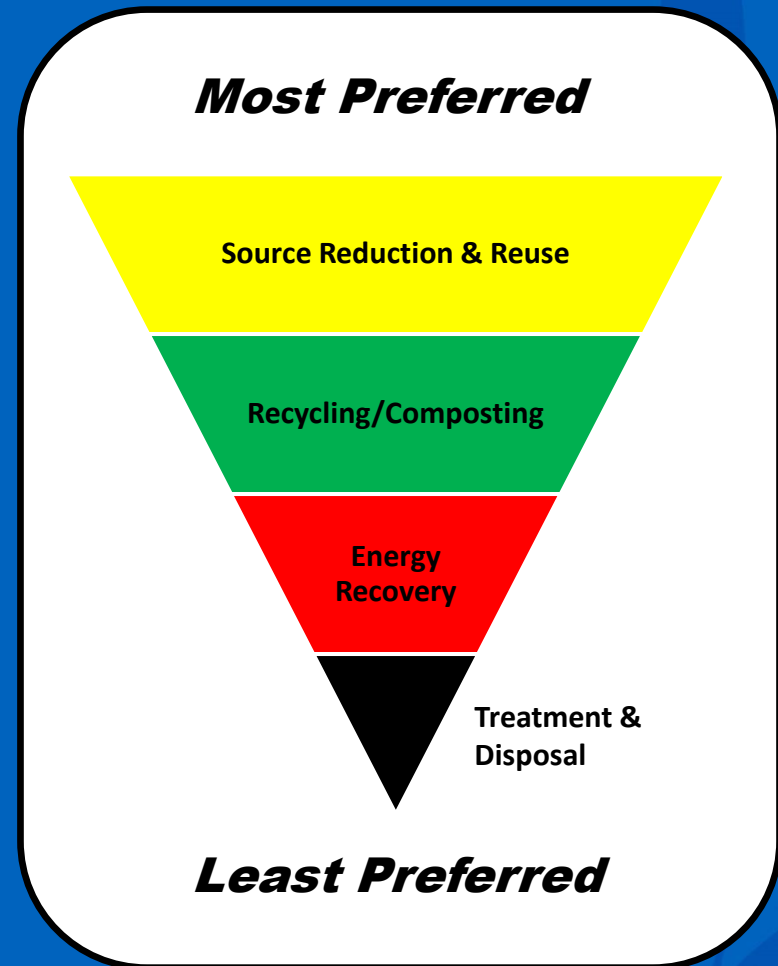 Most Preferred
Source Reduction & Reuse
Recycling/Composting
Energy
Recovery
Treatment &
Disposal
Least Preferred